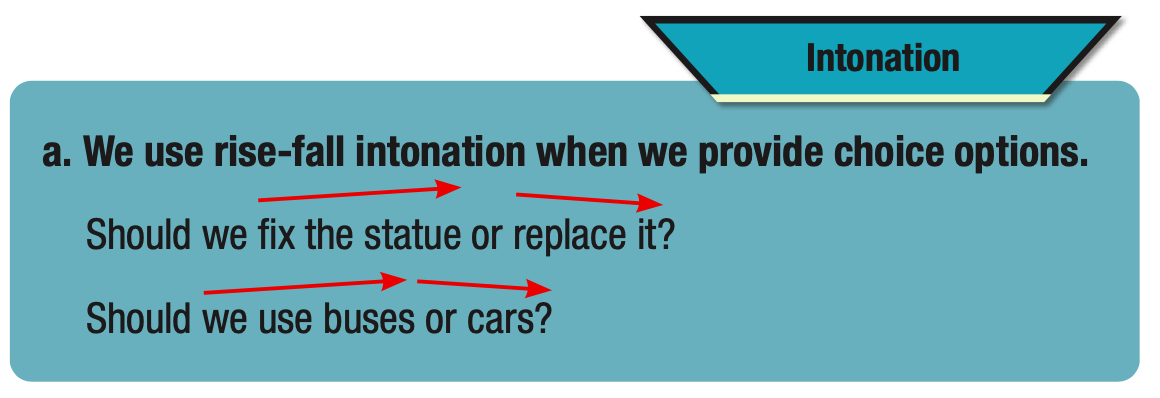 Intonation
a. We use rise-fall intonation when we provide choice options.
Should we fix the statue or replace it?
Should we use buses or cars?